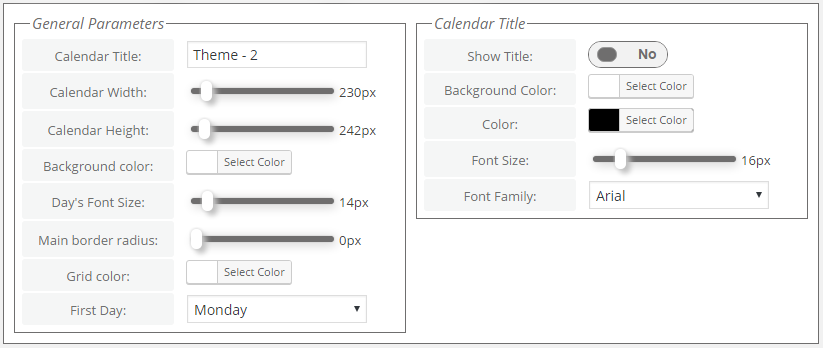 General Parameters
Calendar Title: Theme - 2
Calendar Width: 230px
Calendar Height: 242px
Background color: Select Color
Day's Font Size: 14px
Main border radius: 0px
Grid color: Select Color
First Day: Monday
Calendar Title
Show Title: No
Background Color: Select Color
Color: Select Color
Font Size: 16px
Font Family: Arial